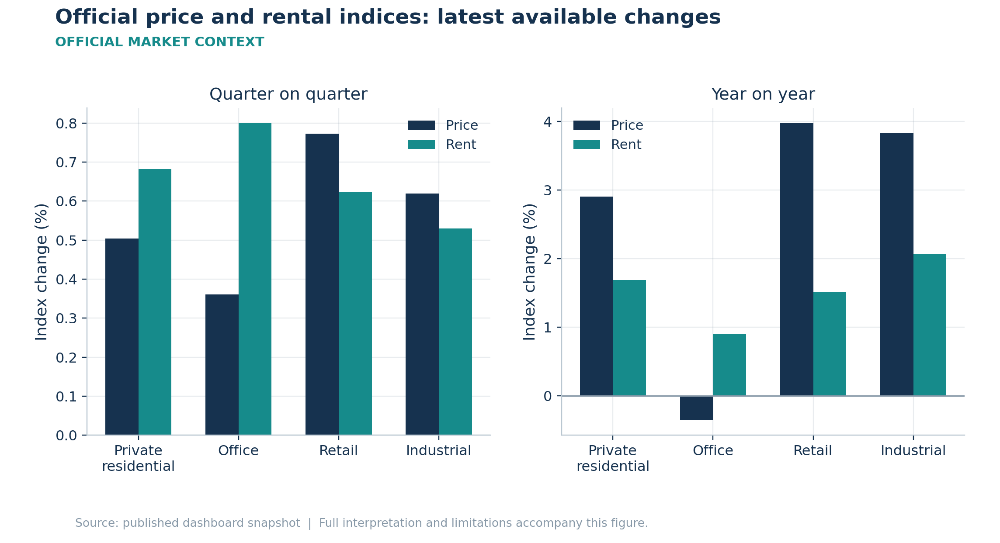 Official price and rental indices: latest available changes
OFFICIAL MARKET CONTEXT
Quarter on quarter
Index change (%)
0.8
0.7
0.6
0.5
0.4
0.3
0.2
0.1
0.0
Price
Rent
Private
residential
Office
Retail
Industrial
Year on year
Index change (%)
4
3
2
1
0
Price
Rent
Private
residential
Office
Retail
Industrial
Source: published dashboard snapshot | Full interpretation and limitations accompany this figure.